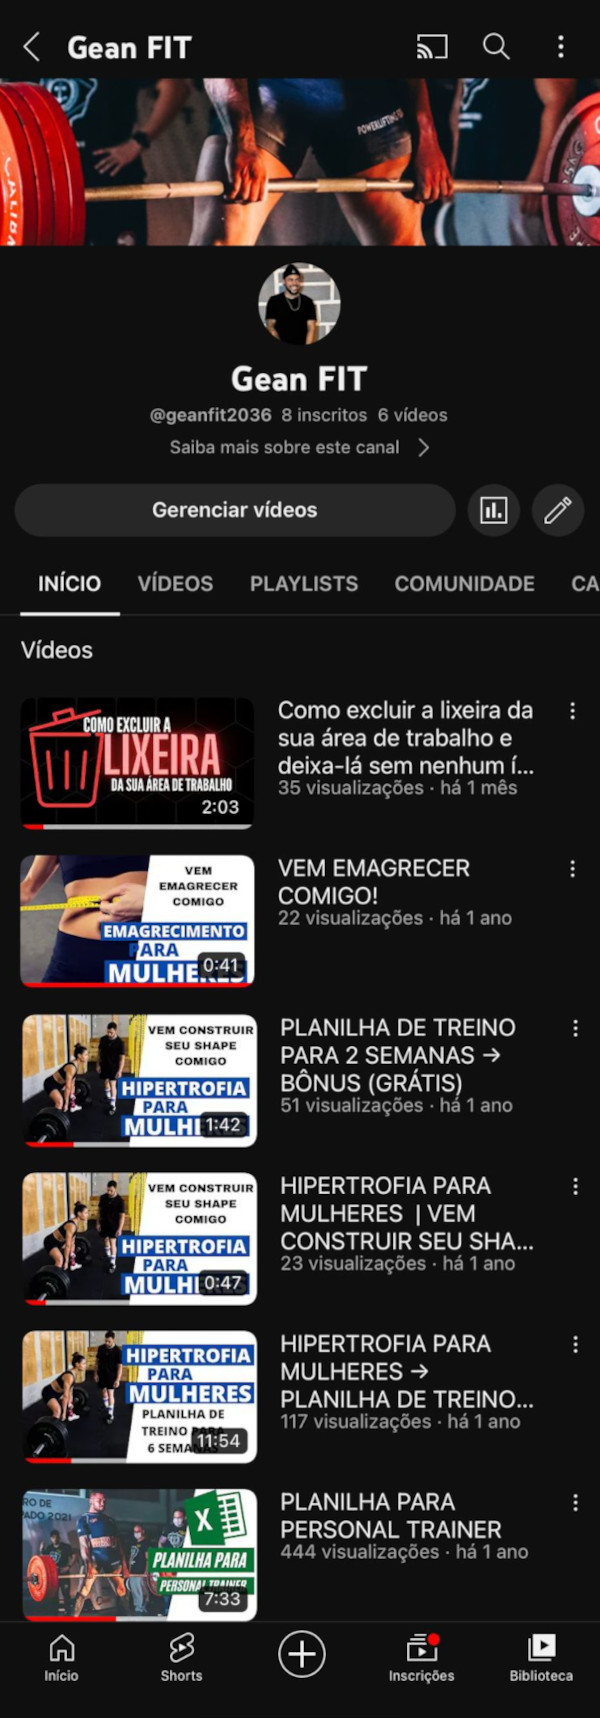 Gean FIT
POWERLIFTING
CALIBA
Gean FIT
@geanfit2036 8 inscritos 6 vídeos
Saiba mais sobre este canal
Gerenciar vídeos
INÍCIO VÍDEOS PLAYLISTS COMUNIDADE CA
Vídeos
COMO EXCLUIR A
LIXEIRA
DA SUA ÁREA DE TRABALHO
2:03
Como excluir a lixeira da
sua área de trabalho e
deixa-lá sem nenhum í...
35 visualizações · há 1 mês
VEM
EMAGRECER
COMIGO
EMAGRECIMENTO
PARA
MULHERES
0:41
VEM EMAGRECER
COMIGO!
22 visualizações · há 1 ano
VEM CONSTRUIR
SEU SHAPE
COMIGO
HIPERTROFIA
PARA
MULHERES
1:42
PLANILHA DE TREINO
PARA 2 SEMANAS →
BÔNUS (GRÁTIS)
51 visualizações · há 1 ano
VEM CONSTRUIR
SEU SHAPE
COMIGO
HIPERTROFIA
PARA
MULHERES
0:47
HIPERTROFIA PARA
MULHERES | VEM
CONSTRUIR SEU SHA...
23 visualizações · há 1 ano
HIPERTROFIA
PARA
MULHERES
PLANILHA DE
TREINO PARA
6 SEMANAS
11:54
HIPERTROFIA PARA
MULHERES →
PLANILHA DE TREINO...
117 visualizações · há 1 ano
RO DE
ADO 2021
X
PLANILHA PARA
PERSONAL TRAINER
7:33
PLANILHA PARA
PERSONAL TRAINER
444 visualizações · há 1 ano
Início Shorts Inscrições Biblioteca